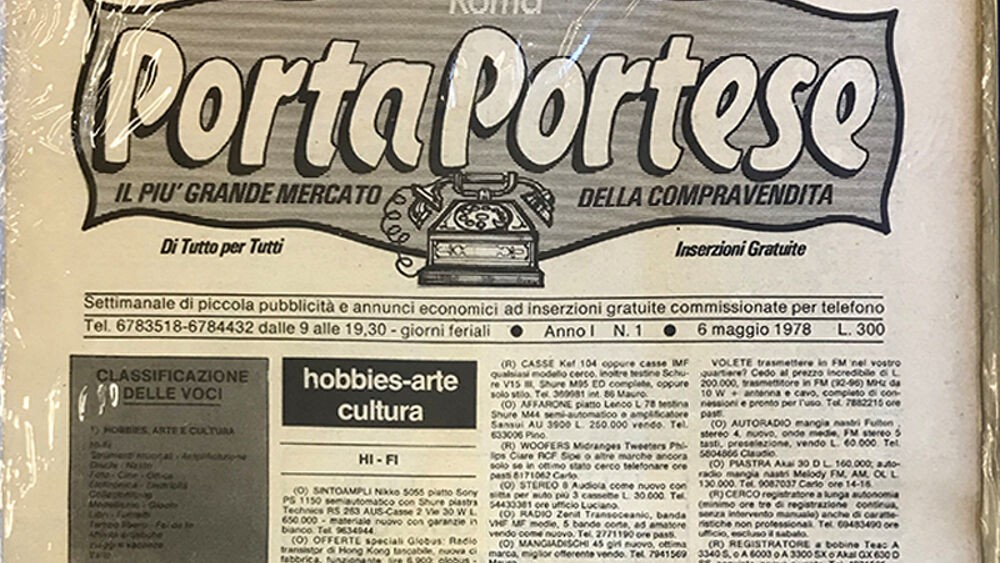 Roma
Porta Portese
IL PIU' GRANDE MERCATO DELLA COMPRAVENDITA
Di Tutto per Tutti
Inserzioni Gratuite
Settimanale di piccola pubblicità e annunci economici ad inserzioni gratuite commissionate per telefono
Tel. 6783518-6784432 dalle 9 alle 19,30 - giorni feriali ● Anno I N. 1 ● 6 maggio 1978 L. 300
CLASSIFICAZIONE
DELLE VOCI
1) HOBBIES, ARTE E CULTURA
Hi-Fi
Strumenti musicali - Amplificazione
Dischi - Nastri
Foto - Cine - Ottica
hobbies-arte
cultura
HI - FI
(O) SINTOAMPLI Nikko 5055 piatto Sony
PS 1150 semiautomatico con Shure piastra
Technics RS 263 AUS-Casse 2 Vie 30 W L.
650.000 - materiale nuovo con garanzie in
bianco. Tel. 9634944.
(O) OFFERTE speciali Globus: Radio
transistor di Hong Kong tascabile, nuova di
fabbrica, funzionante: lire 6.900; globus-
(R) CASSE Kef 104 oppure casse IMF
qualsiasi modello cerco, inoltre testine Schu-
re V15 III, Shure M95 ED complete, oppure
solo stilo. Tel. 369981 int. 86 Mauro.
(O) AFFARONE piatto Lenco L 78 testina
Shure M44 semi-automatico e amplificatore
Sansui AU 3900 L. 250.000 vendo. Tel.
633006 Pino.
(R) WOOFERS Midranges Tweeters Phi-
lips Ciare RCF Sipe o altre marche ancora
solo se in ottimo stato cerco telefonare ore
pasti 8171062 Carlo.
(O) STEREO 8 Audiola come nuovo con
slitta per auto più 3 cassette L. 30.000. Tel.
54433381 ore ufficio Luciano.
(O) RADIO Zenit Transoceanic, banda
VHF MF medie, 5 bande corte, ad amatore
vendo come nuovo. Tel. 2771190 ore pasti.
(O) MANGIADISCHI 45 giri nuovo, ottima
marca, miglior offerente vendo. Tel. 7941569
VOLETE trasmettere in FM nel vostro
quartiere? Cedo al prezzo incredibile di L.
200.000, trasmettitore in FM (92-96) MHz da
10 W + antenna e cavo, completo di con-
nessioni e pronto per l'uso. Tel. 7882215 ore
pasti.
(O) AUTORADIO mangia nastri Fulton,
stereo 4, nuovo, onde medie, FM stereo 5
tasti, preselezione, vendo L. 60.000. Tel.
5804866 Claudio.
(O) PIASTRA Akai 30 D L. 160.000; auto-
radio mangia nastri Melody FM, AM, OL L.
130.000. Tel. 9087037 Carlo ore 14-16.
(R) CERCO registratore a lunga autonomia
(minimo ore tre di registrazione continua,
senza intervento manuale) anche di caratte-
ristiche non professionali. Tel. 69483490 ore
ufficio, escluso il sabato.
(R) REGISTRATORE a bobine Teac A
3340 S, o A 6003 o A 3300 SX o Akai GX 630 D